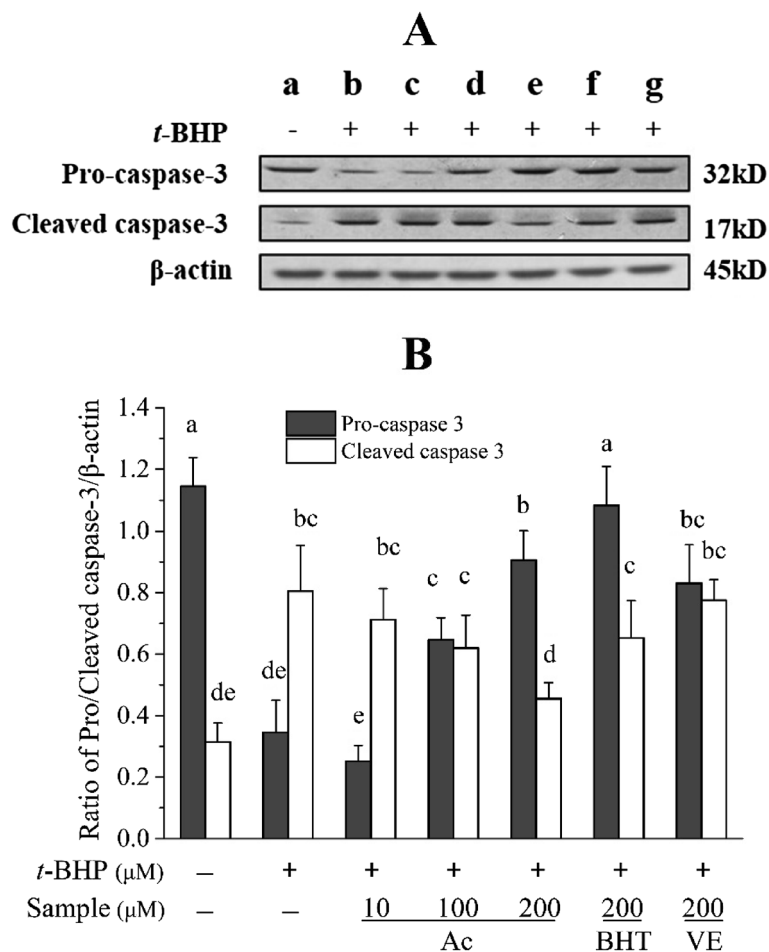 A
a b c d e f g
t-BHP - + + + + + +
Pro-caspase-3 32kD
Cleaved caspase-3 17kD
β-actin 45kD
B
Ratio of Pro/Cleaved caspase-3/β-actin
1.4
1.2
1.0
0.8
0.6
0.4
0.2
0.0
Pro-caspase 3
Cleaved caspase 3
a de
de bc
e bc
c c
b d
a c
bc bc
t-BHP (μM) – + + + + + +
Sample (μM) – – 10 100 200 200 200
Ac BHT VE